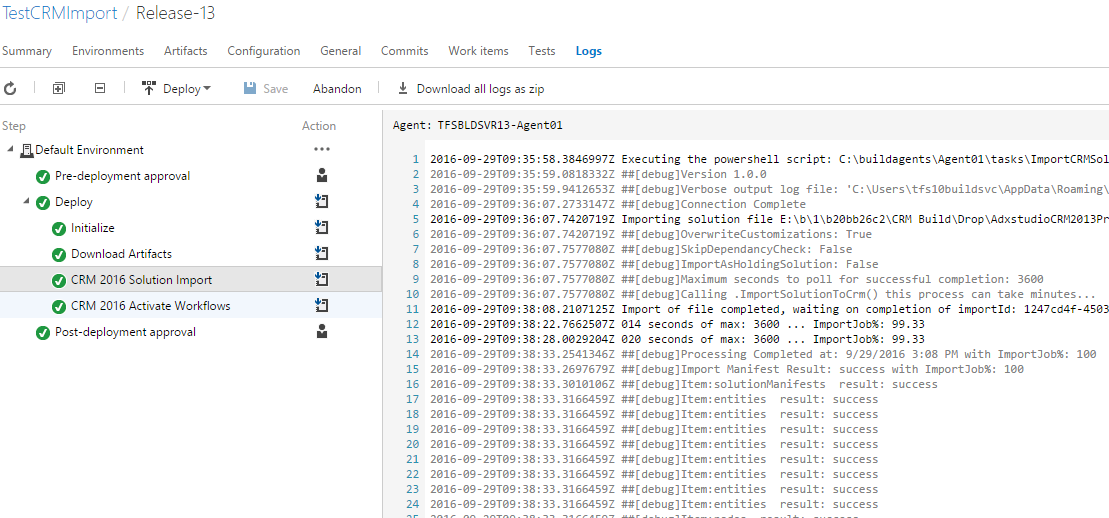 TestCRMImport / Release-13
Summary Environments Artifacts Configuration General Commits Work items Tests Logs
Deploy Save Abandon Download all logs as zip
Step Action
Default Environment ...
Pre-deployment approval
Deploy
Initialize
Download Artifacts
CRM 2016 Solution Import
CRM 2016 Activate Workflows
Post-deployment approval
Agent: TFSBLDSVR13-Agent01
1 2016-09-29T09:35:58.3846997Z Executing the powershell script: C:\buildagents\Agent01\tasks\ImportCRMSol
2 2016-09-29T09:35:59.0818332Z ##[debug]Version 1.0.0
3 2016-09-29T09:35:59.9412653Z ##[debug]Verbose output log file: 'C:\Users\tfs10buildsvc\AppData\Roaming\
4 2016-09-29T09:36:07.2733147Z ##[debug]Connection Complete
5 2016-09-29T09:36:07.7420719Z Importing solution file E:\b\1\b20bb26c2\CRM Build\Drop\AdxstudioCRM2013Pr
6 2016-09-29T09:36:07.7420719Z ##[debug]OverwriteCustomizations: True
7 2016-09-29T09:36:07.7577080Z ##[debug]SkipDependancyCheck: False
8 2016-09-29T09:36:07.7577080Z ##[debug]ImportAsHoldingSolution: False
9 2016-09-29T09:36:07.7577080Z ##[debug]Maximum seconds to poll for successful completion: 3600
10 2016-09-29T09:36:07.7577080Z ##[debug]Calling .ImportSolutionToCrm() this process can take minutes...
11 2016-09-29T09:38:08.2107125Z Import of file completed, waiting on completion of importId: 1247cd4f-4503
12 2016-09-29T09:38:22.7662507Z 014 seconds of max: 3600 ... ImportJob%: 99.33
13 2016-09-29T09:38:28.0029204Z 020 seconds of max: 3600 ... ImportJob%: 99.33
14 2016-09-29T09:38:33.2541346Z ##[debug]Processing Completed at: 9/29/2016 3:08 PM with ImportJob%: 100
15 2016-09-29T09:38:33.2697679Z ##[debug]Import Manifest Result: success with ImportJob%: 100
16 2016-09-29T09:38:33.3010106Z ##[debug]Item:solutionManifests result: success
17 2016-09-29T09:38:33.3166459Z ##[debug]Item:entities result: success
18 2016-09-29T09:38:33.3166459Z ##[debug]Item:entities result: success
19 2016-09-29T09:38:33.3166459Z ##[debug]Item:entities result: success
20 2016-09-29T09:38:33.3166459Z ##[debug]Item:entities result: success
21 2016-09-29T09:38:33.3166459Z ##[debug]Item:entities result: success
22 2016-09-29T09:38:33.3166459Z ##[debug]Item:entities result: success
23 2016-09-29T09:38:33.3166459Z ##[debug]Item:entities result: success
24 2016-09-29T09:38:33.3166459Z ##[debug]Item:entities result: success